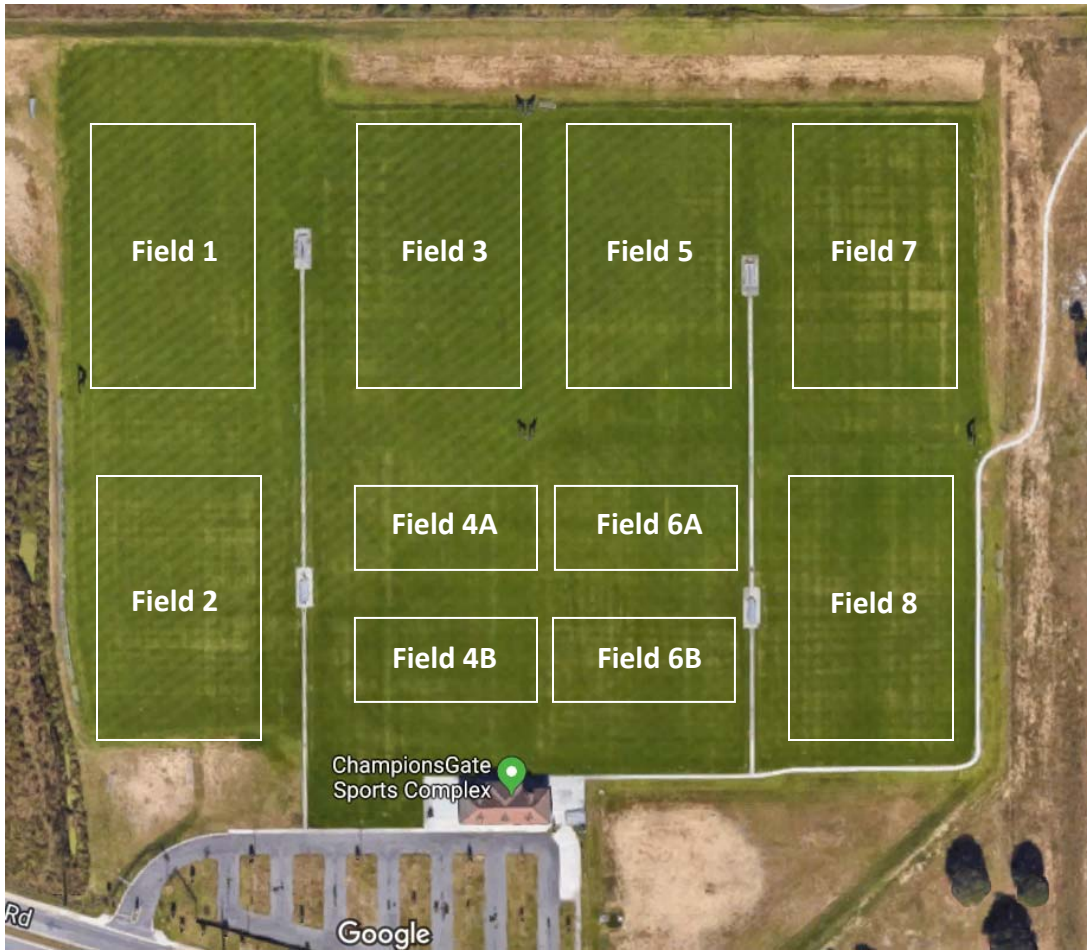 Field 1
Field 3
Field 5
Field 7
Field 4A
Field 6A
Field 2
Field 8
Field 4B
Field 6B
ChampionsGate
Sports Complex
Rd
Google